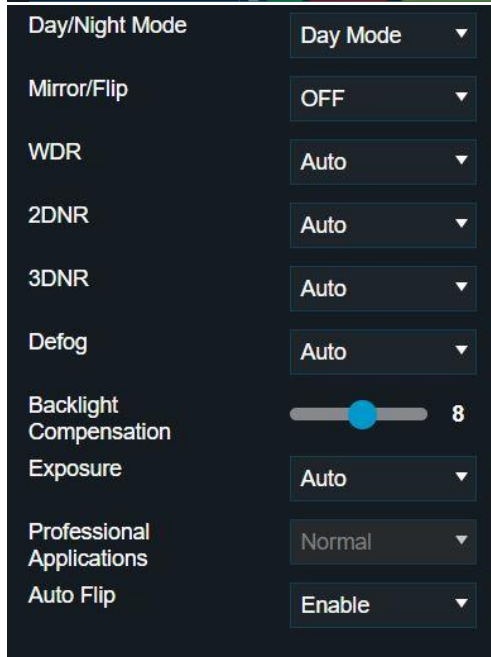 Day/Night Mode Day Mode
Mirror/Flip OFF
WDR Auto
2DNR Auto
3DNR Auto
Defog Auto
Backlight
Compensation 8
Exposure Auto
Professional
Applications Normal
Auto Flip Enable